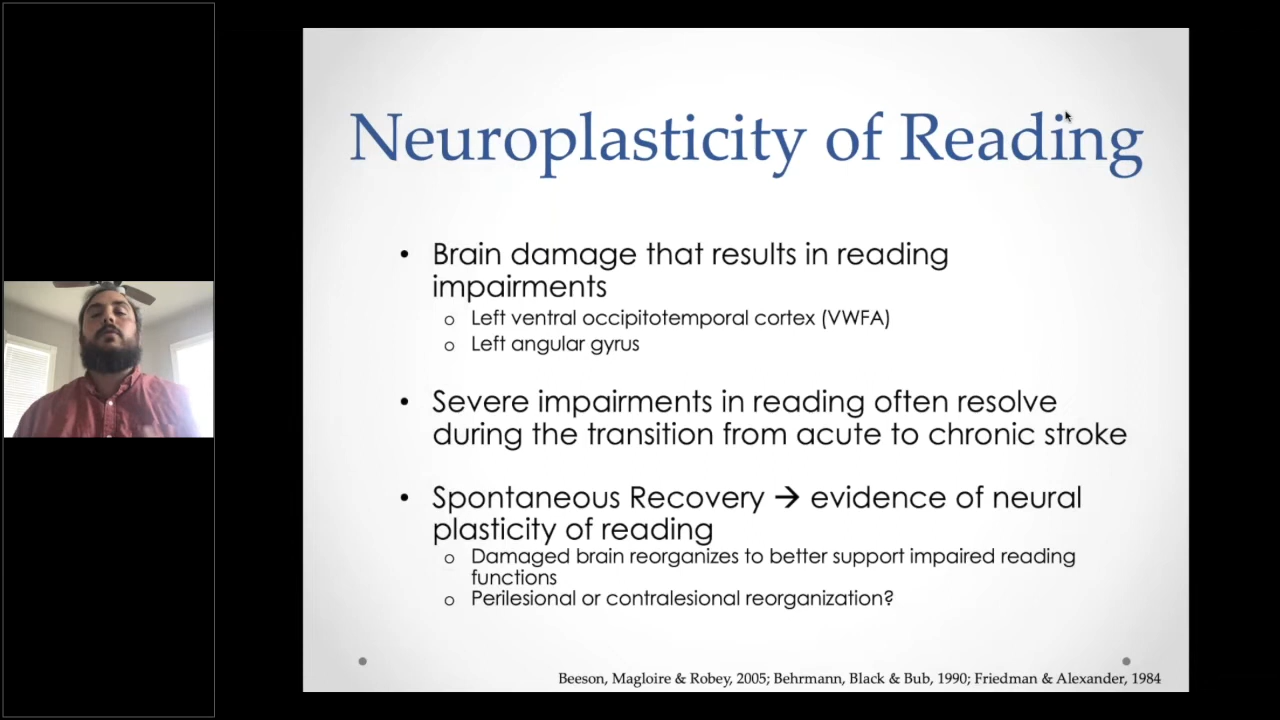 Neuroplasticity of Reading
• Brain damage that results in reading
impairments
o Left ventral occipitotemporal cortex (VWFA)
o Left angular gyrus
• Severe impairments in reading often resolve
during the transition from acute to chronic stroke
• Spontaneous Recovery → evidence of neural
plasticity of reading
o Damaged brain reorganizes to better support impaired reading
functions
o Perilesional or contralesional reorganization?
Beeson, Magloire & Robey, 2005; Behrmann, Black & Bub, 1990; Friedman & Alexander, 1984